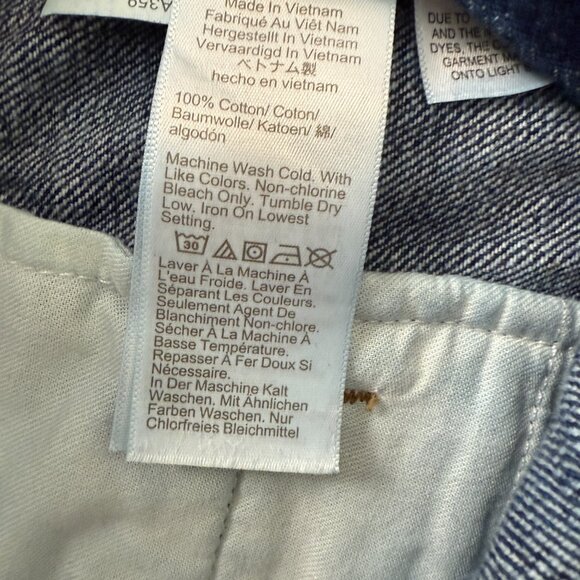 A359
Made In Vietnam
Fabriqué Au Viêt Nam
Hergestellt In Vietnam
Vervaardigd In Vietnam
ベトナム製
hecho en vietnam
100% Cotton/ Coton/
Baumwolle/ Katoen/ 綿/
algodón
Machine Wash Cold. With
Like Colors. Non-chlorine
Bleach Only. Tumble Dry
Low. Iron On Lowest
Setting.
30
Laver À La Machine À
L'eau Froide. Laver En
Séparant Les Couleurs.
Seulement Agent De
Blanchiment Non-chlore.
Sécher À La Machine À
Basse Température.
Repasser À Fer Doux Si
Nécessaire.
In Der Maschine Kalt
Waschen. Mit Ähnlichen
Farben Waschen. Nur
Chlorfreies Bleichmittel
DUE TO
AND THE IN
DYES, THE C
GARMENT M
ONTO LIGHT